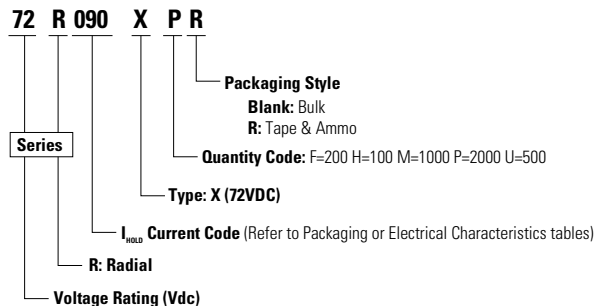 72 R 090 X P R
Packaging Style
Blank: Bulk
R: Tape & Ammo
Series
Quantity Code: F=200 H=100 M=1000 P=2000 U=500
Type: X (72VDC)
IHOLD Current Code (Refer to Packaging or Electrical Characteristics tables)
R: Radial
Voltage Rating (Vdc)